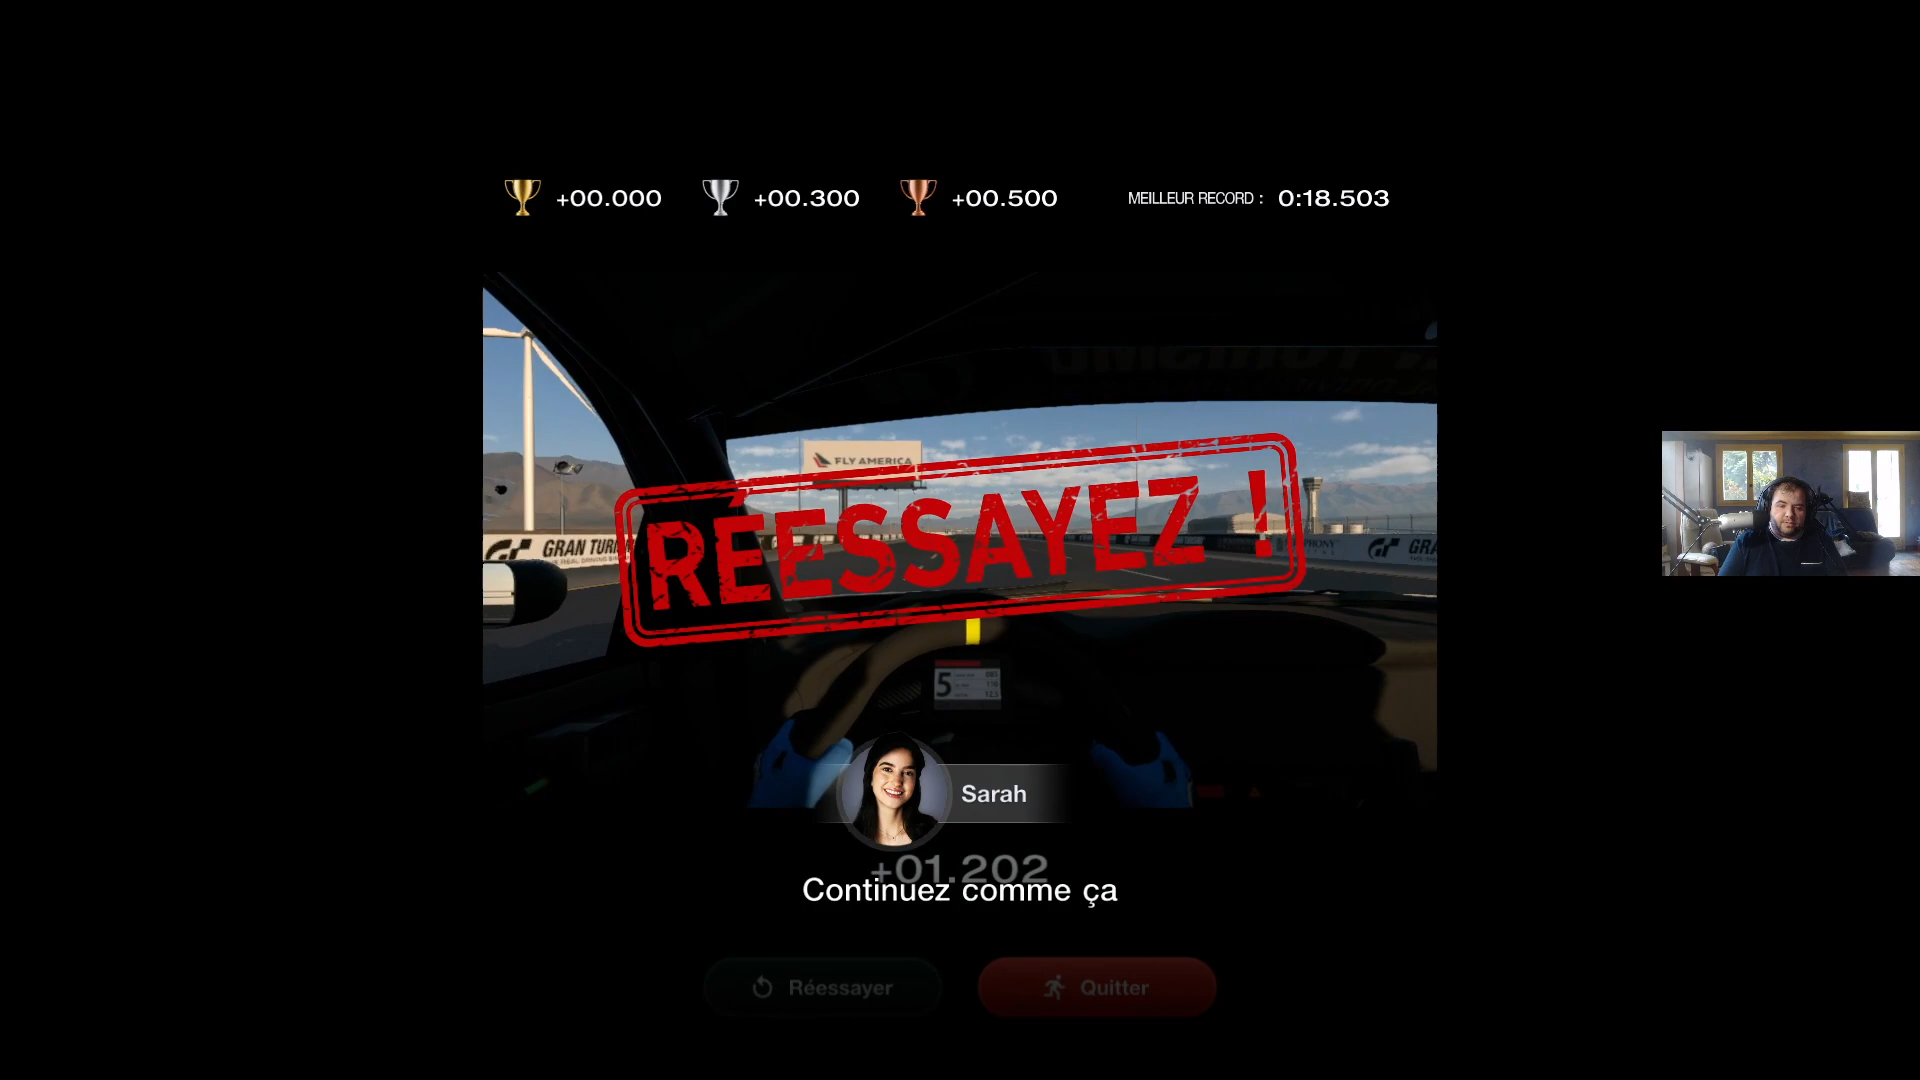 +00.000 +00.300 +00.500 MEILLEUR RECORD : 0:18.503
FLY AMERICA
RÉESSAYEZ !
GRAN TURI
5
Sarah
+01.202
Continuez comme ça
Réessayer Quitter